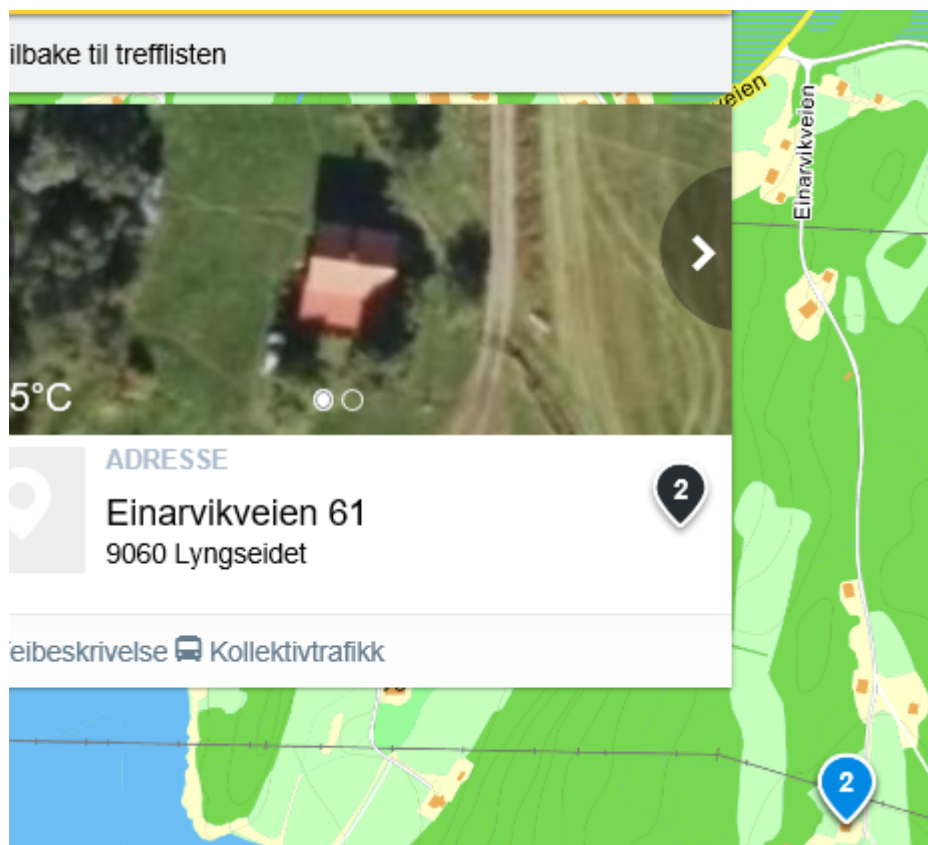 ilbake til trefflisten
veien
Einarvikveien
5°C
ADRESSE
Einarvikveien 61
9060 Lyngseidet
2
eibeskrivelse Kollektivtrafikk
2